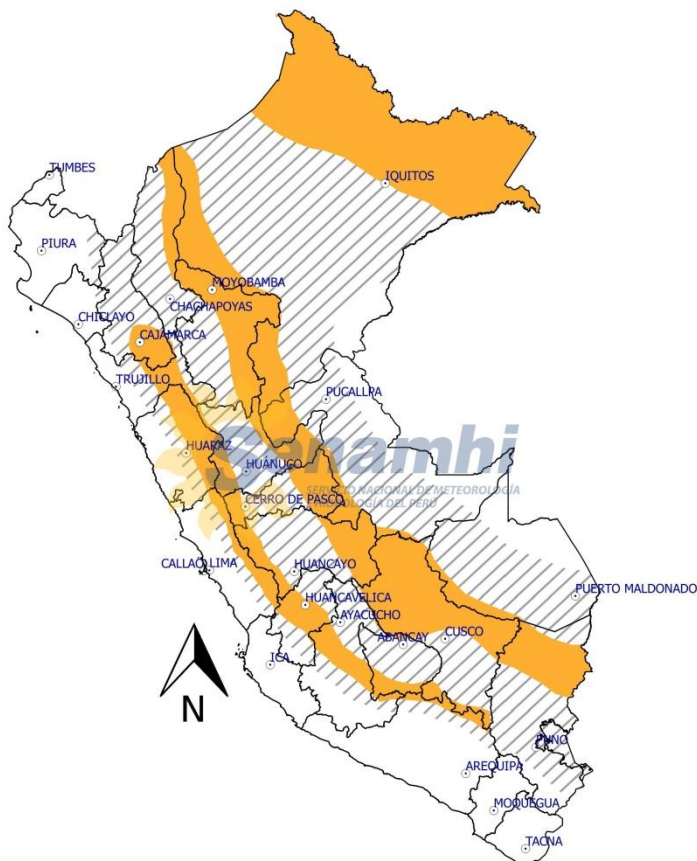 TUMBES
IQUITOS
PIURA
MOYOBAMBA
CHACHAPOYAS
CHICLAYO
CAJAMARCA
TRUJILLO
PUCALLPA
Senamhi
HUARAZ
HUÁNUCO
SERVICIO NACIONAL DE METEOROLOGÍA
E HIDROLOGÍA DEL PERÚ
CERRO DE PASCO
CALLAO
LIMA
HUANCAYO
PUERTO MALDONADO
HUANCAVELICA
AYACUCHO
ABANCAY
CUSCO
ICA
N
PUNO
AREQUIPA
MOQUEGUA
TACNA